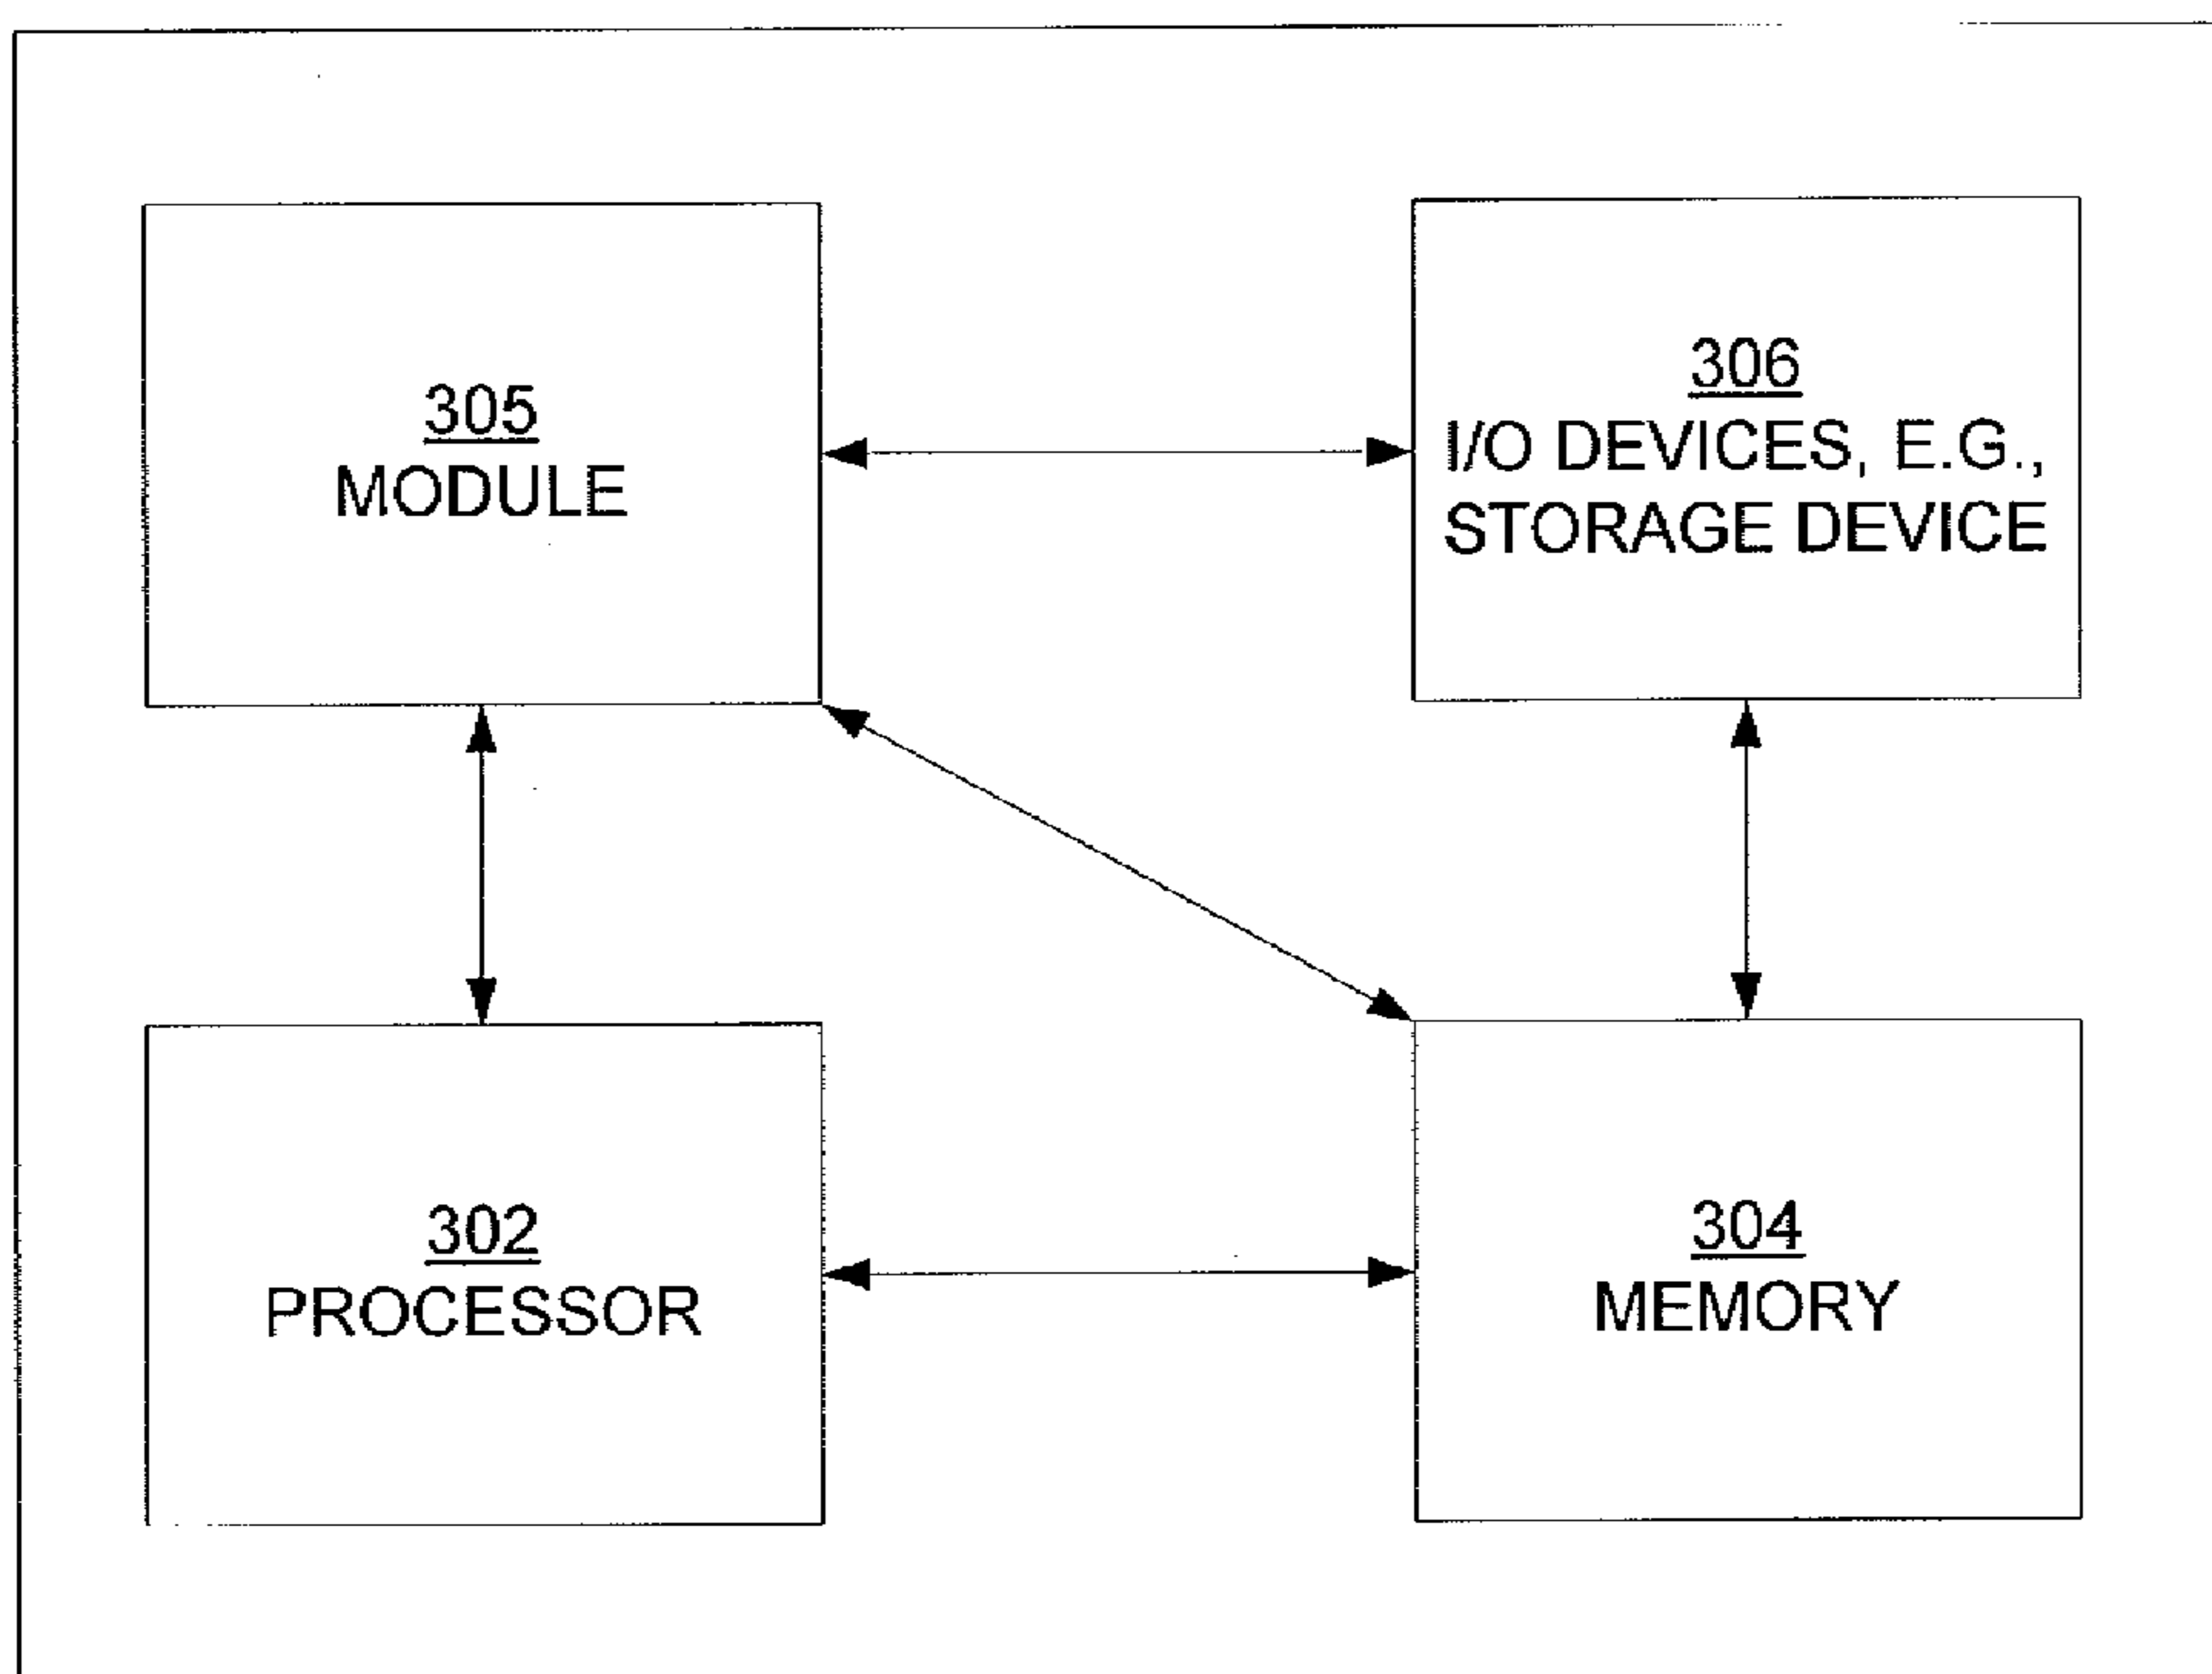 305
MODULE
306
I/O DEVICES, E.G.,
STORAGE DEVICE
302
PROCESSOR
304
MEMORY